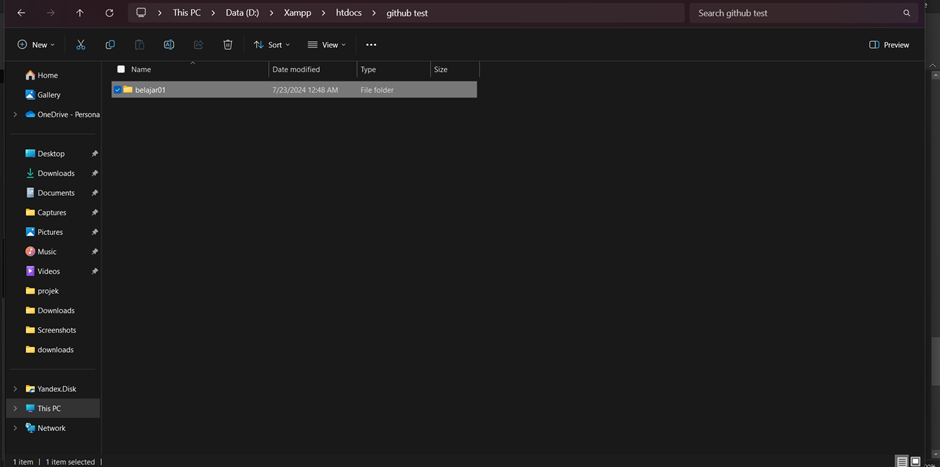 This PC > Data (D:) > Xampp > htdocs > github test
Search github test
New Sort View ... Preview
Name Date modified Type Size
belajar01 7/23/2024 12:48 AM File folder
Home
Gallery
OneDrive - Persona
Desktop
Downloads
Documents
Captures
Pictures
Music
Videos
projek
Downloads
Screenshots
downloads
Yandex.Disk
This PC
Network
1 item | 1 item selected |